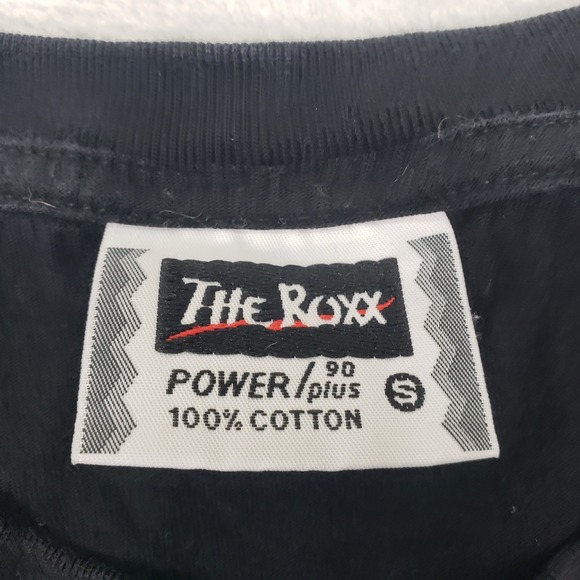 THE ROXX
POWER/90 plus S
100% COTTON